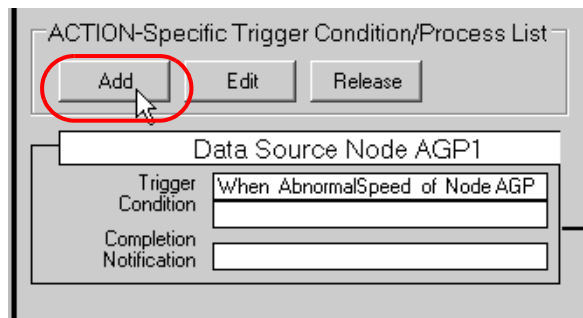 ACTION-Specific Trigger Condition/Process List
Add Edit Release
Data Source Node AGP1
Trigger Condition
When AbnormalSpeed of Node AGP
Completion Notification